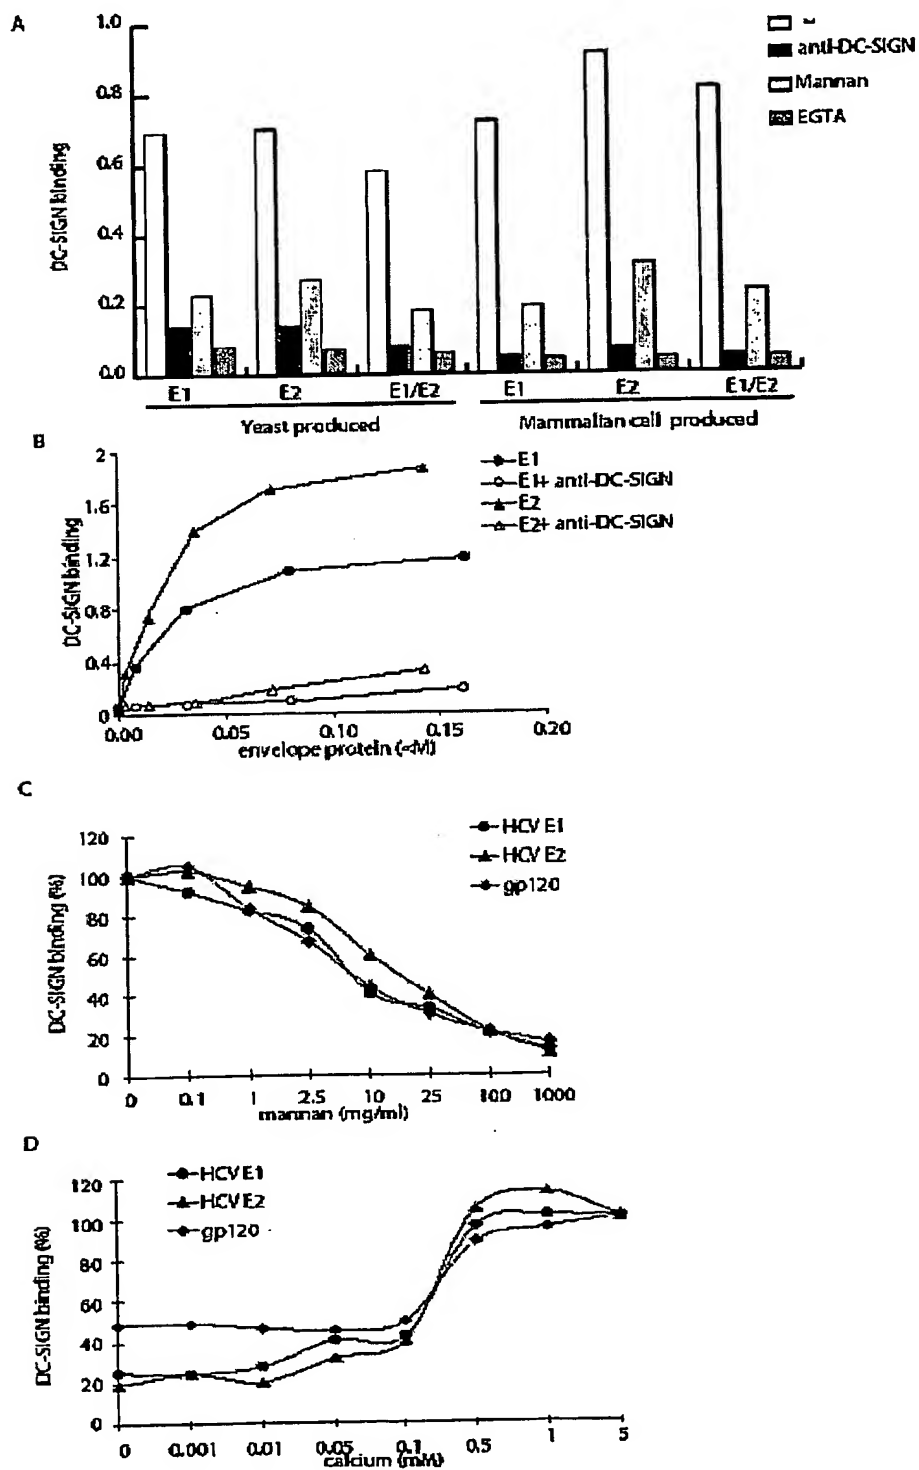 A
1.0
0.8
0.6
0.4
0.2
0.0
DC-SIGN binding
anti-DC-SIGN
Mannan
EGTA
E1 E2 E1/E2 E1 E2 E1/E2
Yeast produced Mammalian cell produced
B
2
1.6
1.2
0.8
0.4
0
DC-SIGN binding
E1
E1+ anti-DC-SIGN
E2
E2+ anti-DC-SIGN
0.00 0.05 0.10 0.15 0.20
envelope protein
C
120
100
80
60
40
20
0
DC-SIGN binding (%)
HCV E1
HCV E2
gp120
0 0.1 1 2.5 10 25 100 1000
mannan (mg/ml)
D
120
100
80
60
40
20
0
DC-SIGN binding (%)
HCV E1
HCV E2
gp120
0 0.001 0.01 0.05 0.1 0.5 1 5
calcium (mM)